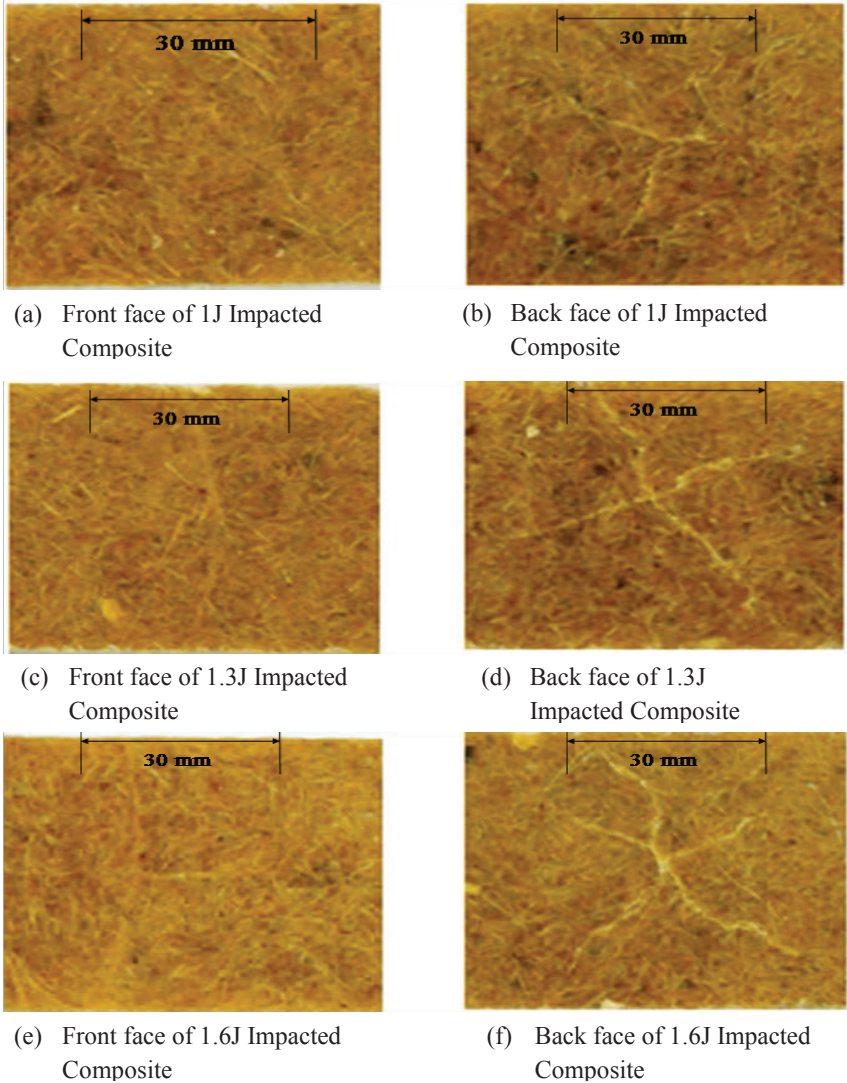 30 mm
30 mm
(a) Front face of 1J Impacted
Composite
(b) Back face of 1J Impacted
Composite
30 mm
30 mm
(c) Front face of 1.3J Impacted
Composite
(d) Back face of 1.3J
Impacted Composite
30 mm
30 mm
(e) Front face of 1.6J Impacted
Composite
(f) Back face of 1.6J Impacted
Composite